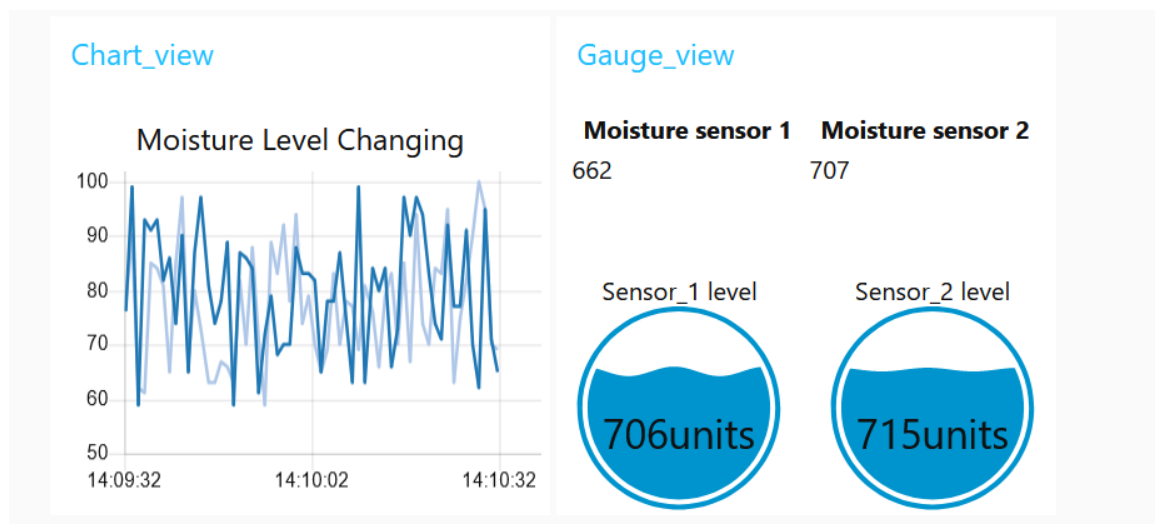 Chart_view
Moisture Level Changing
100
90
80
70
60
50
14:09:32 14:10:02 14:10:32
Gauge_view
Moisture sensor 1 Moisture sensor 2
662 707
Sensor_1 level Sensor_2 level
706units 715units